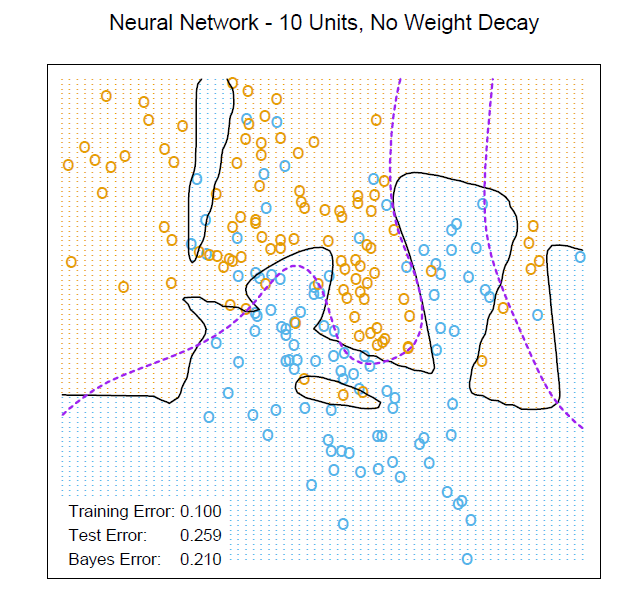 Neural Network - 10 Units, No Weight Decay
Training Error: 0.100
Test Error: 0.259
Bayes Error: 0.210